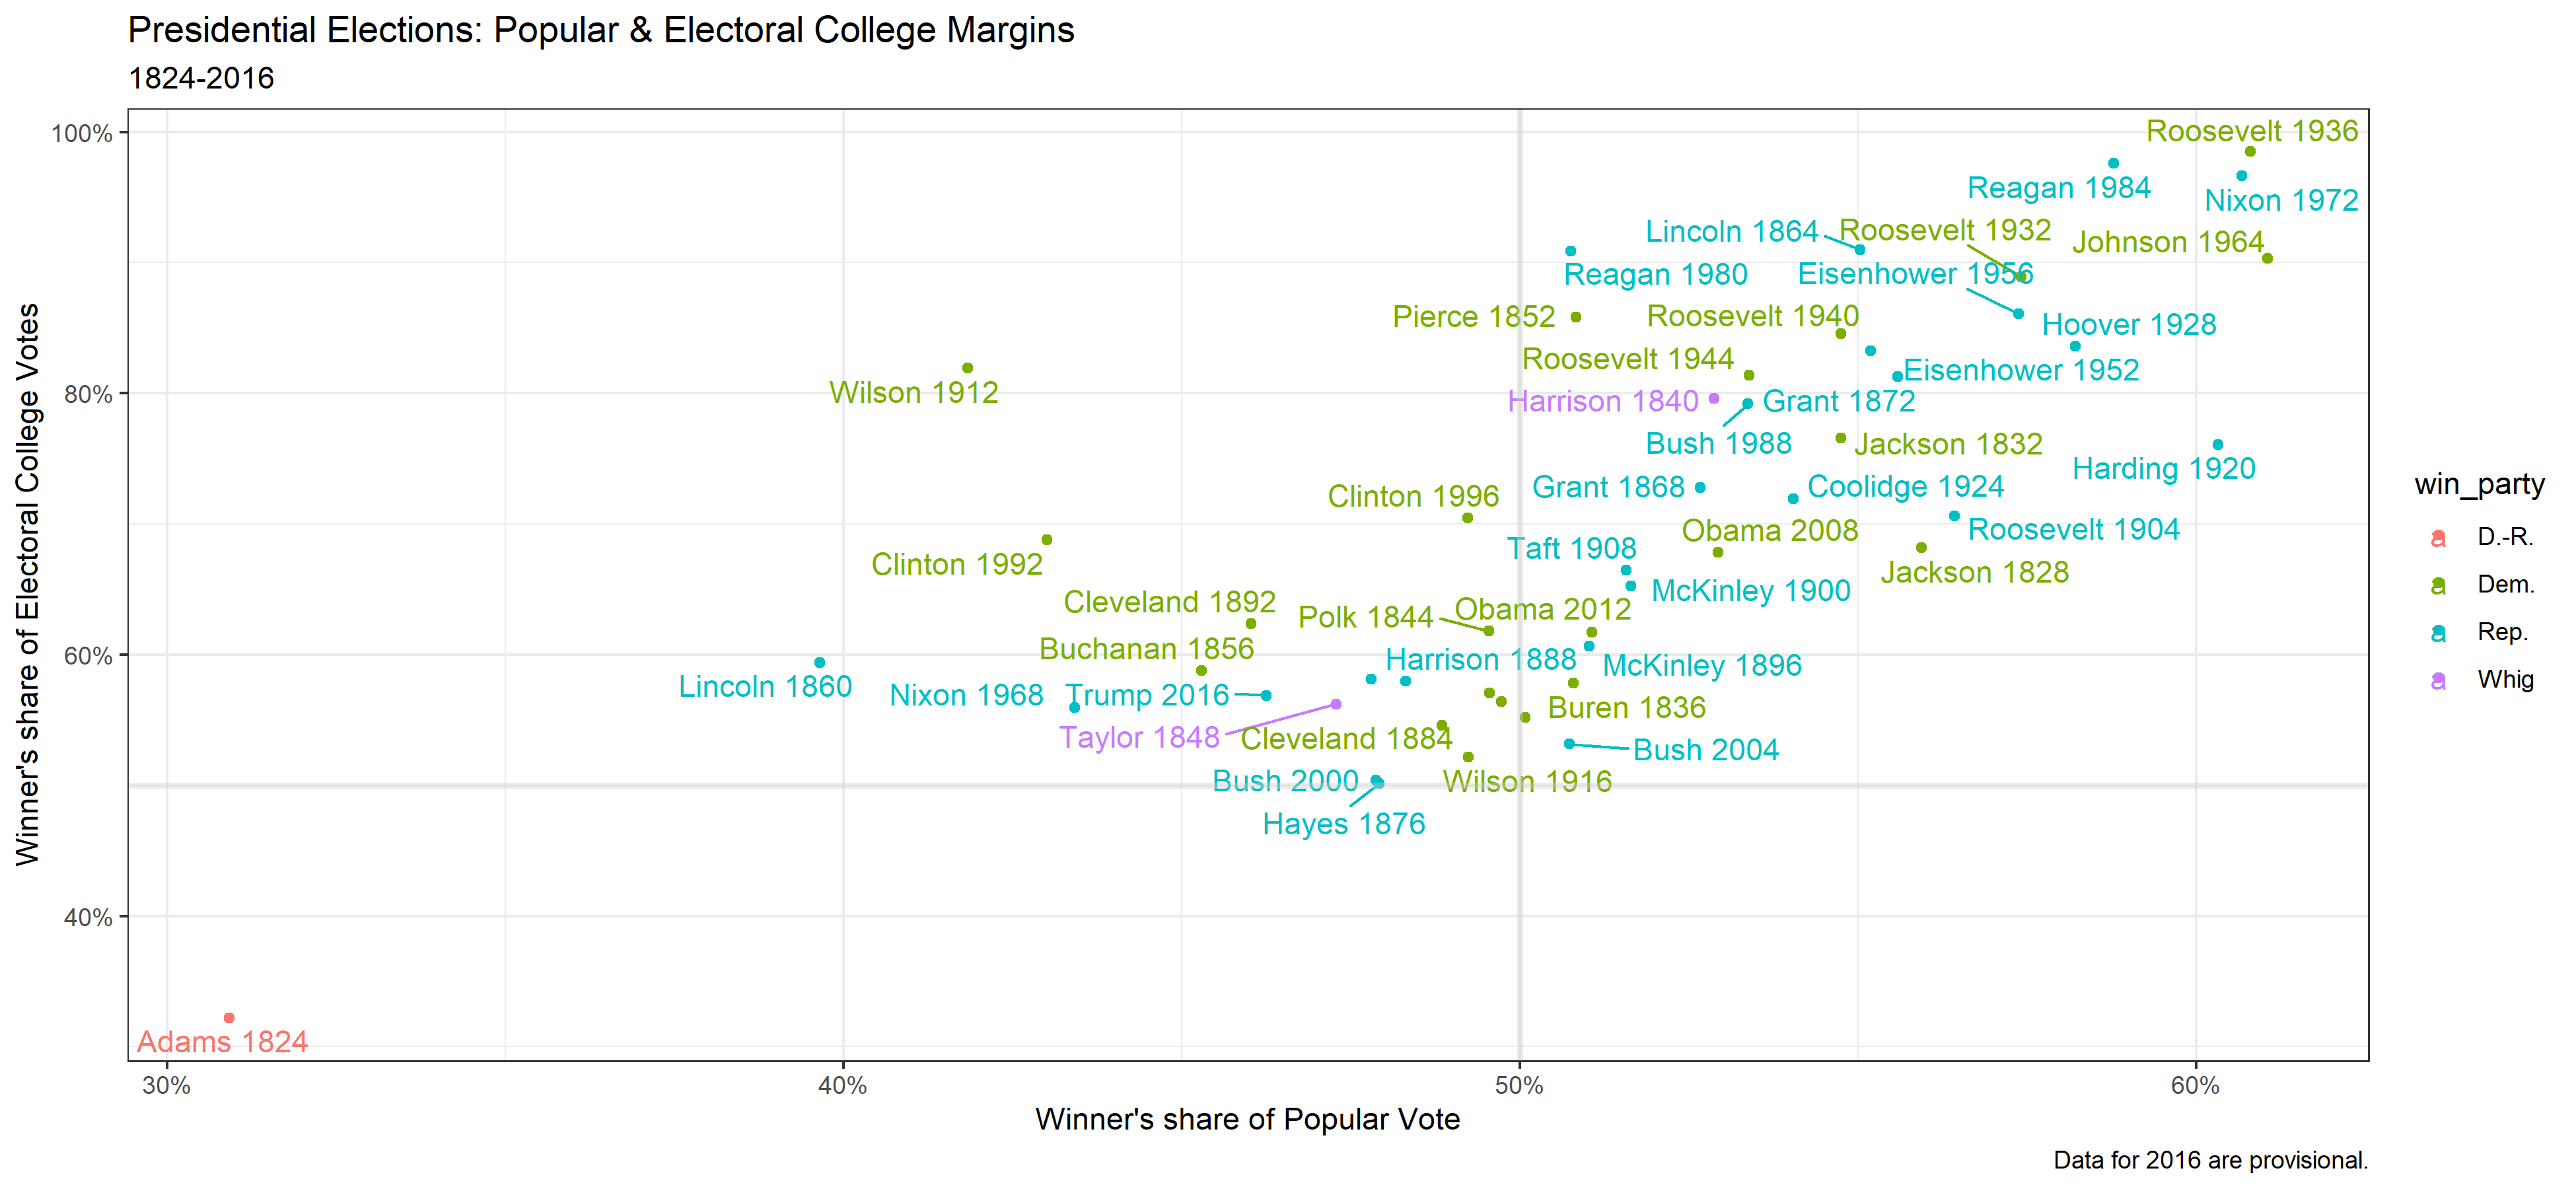 Presidential Elections: Popular & Electoral College Margins
1824-2016
Winner's share of Electoral College Votes
100%
80%
60%
40%
Roosevelt 1936
Reagan 1984
Nixon 1972
Lincoln 1864
Roosevelt 1932
Johnson 1964
Reagan 1980
Eisenhower 1956
Pierce 1852
Roosevelt 1940
Hoover 1928
Roosevelt 1944
Eisenhower 1952
Wilson 1912
Harrison 1840
Grant 1872
Bush 1988
Jackson 1832
Harding 1920
Clinton 1996
Grant 1868
Coolidge 1924
Obama 2008
Roosevelt 1904
Taft 1908
Clinton 1992
Jackson 1828
McKinley 1900
Cleveland 1892
Polk 1844
Obama 2012
Buchanan 1856
Harrison 1888
McKinley 1896
Lincoln 1860
Nixon 1968
Trump 2016
Buren 1836
Taylor 1848
Cleveland 1884
Bush 2004
Bush 2000
Wilson 1916
Hayes 1876
Adams 1824
30%
40%
50%
60%
Winner's share of Popular Vote
win_party
a D.-R.
a Dem.
a Rep.
a Whig
Data for 2016 are provisional.